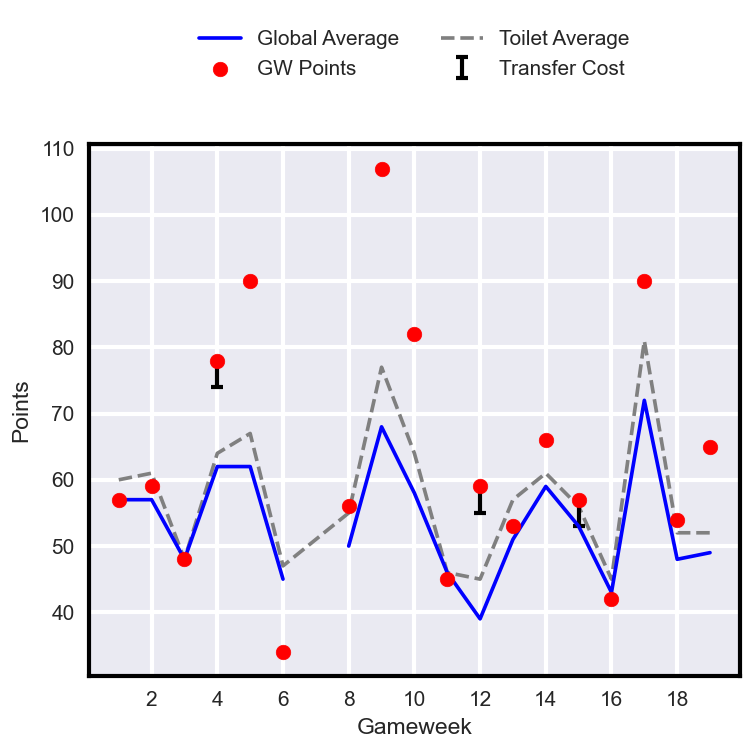 Global Average
Toilet Average
GW Points
Transfer Cost
110
100
90
80
70
60
50
40
Points
2 4 6 8 10 12 14 16 18
Gameweek